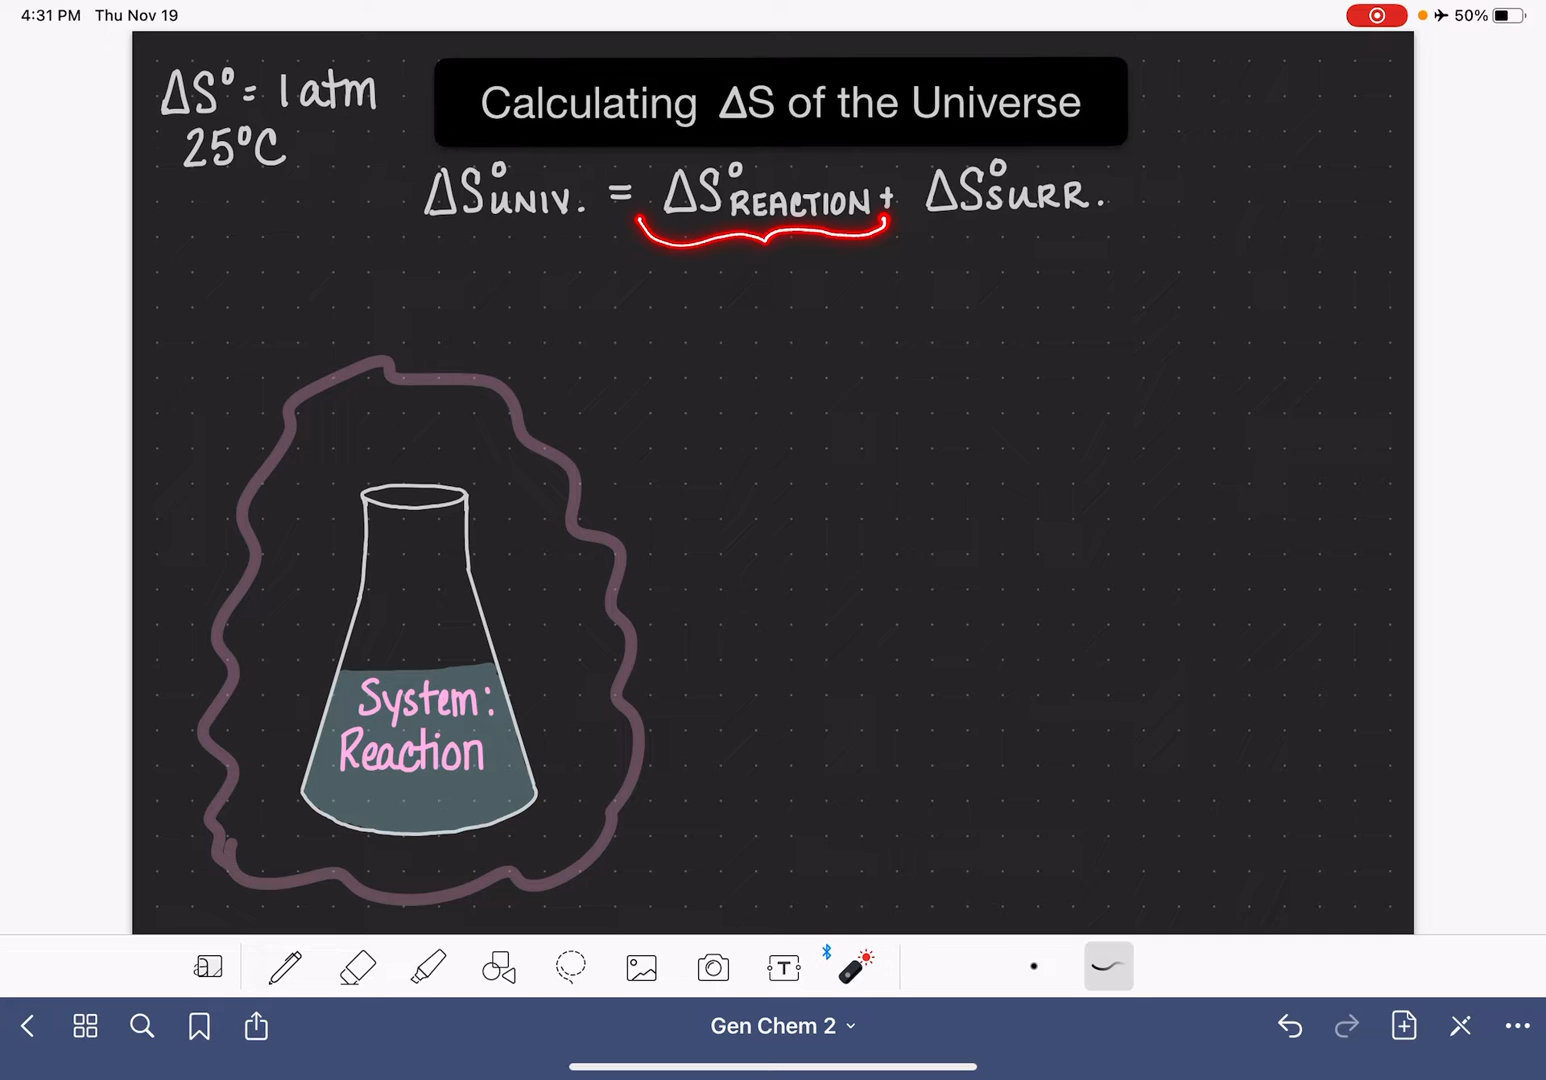 4:31 PM Thu Nov 19
50%
ΔS° = 1 atm
25°C
Calculating ΔS of the Universe
ΔS°UNIV. = ΔS°REACTION + ΔS°SURR.
System:
Reaction
T
Gen Chem 2